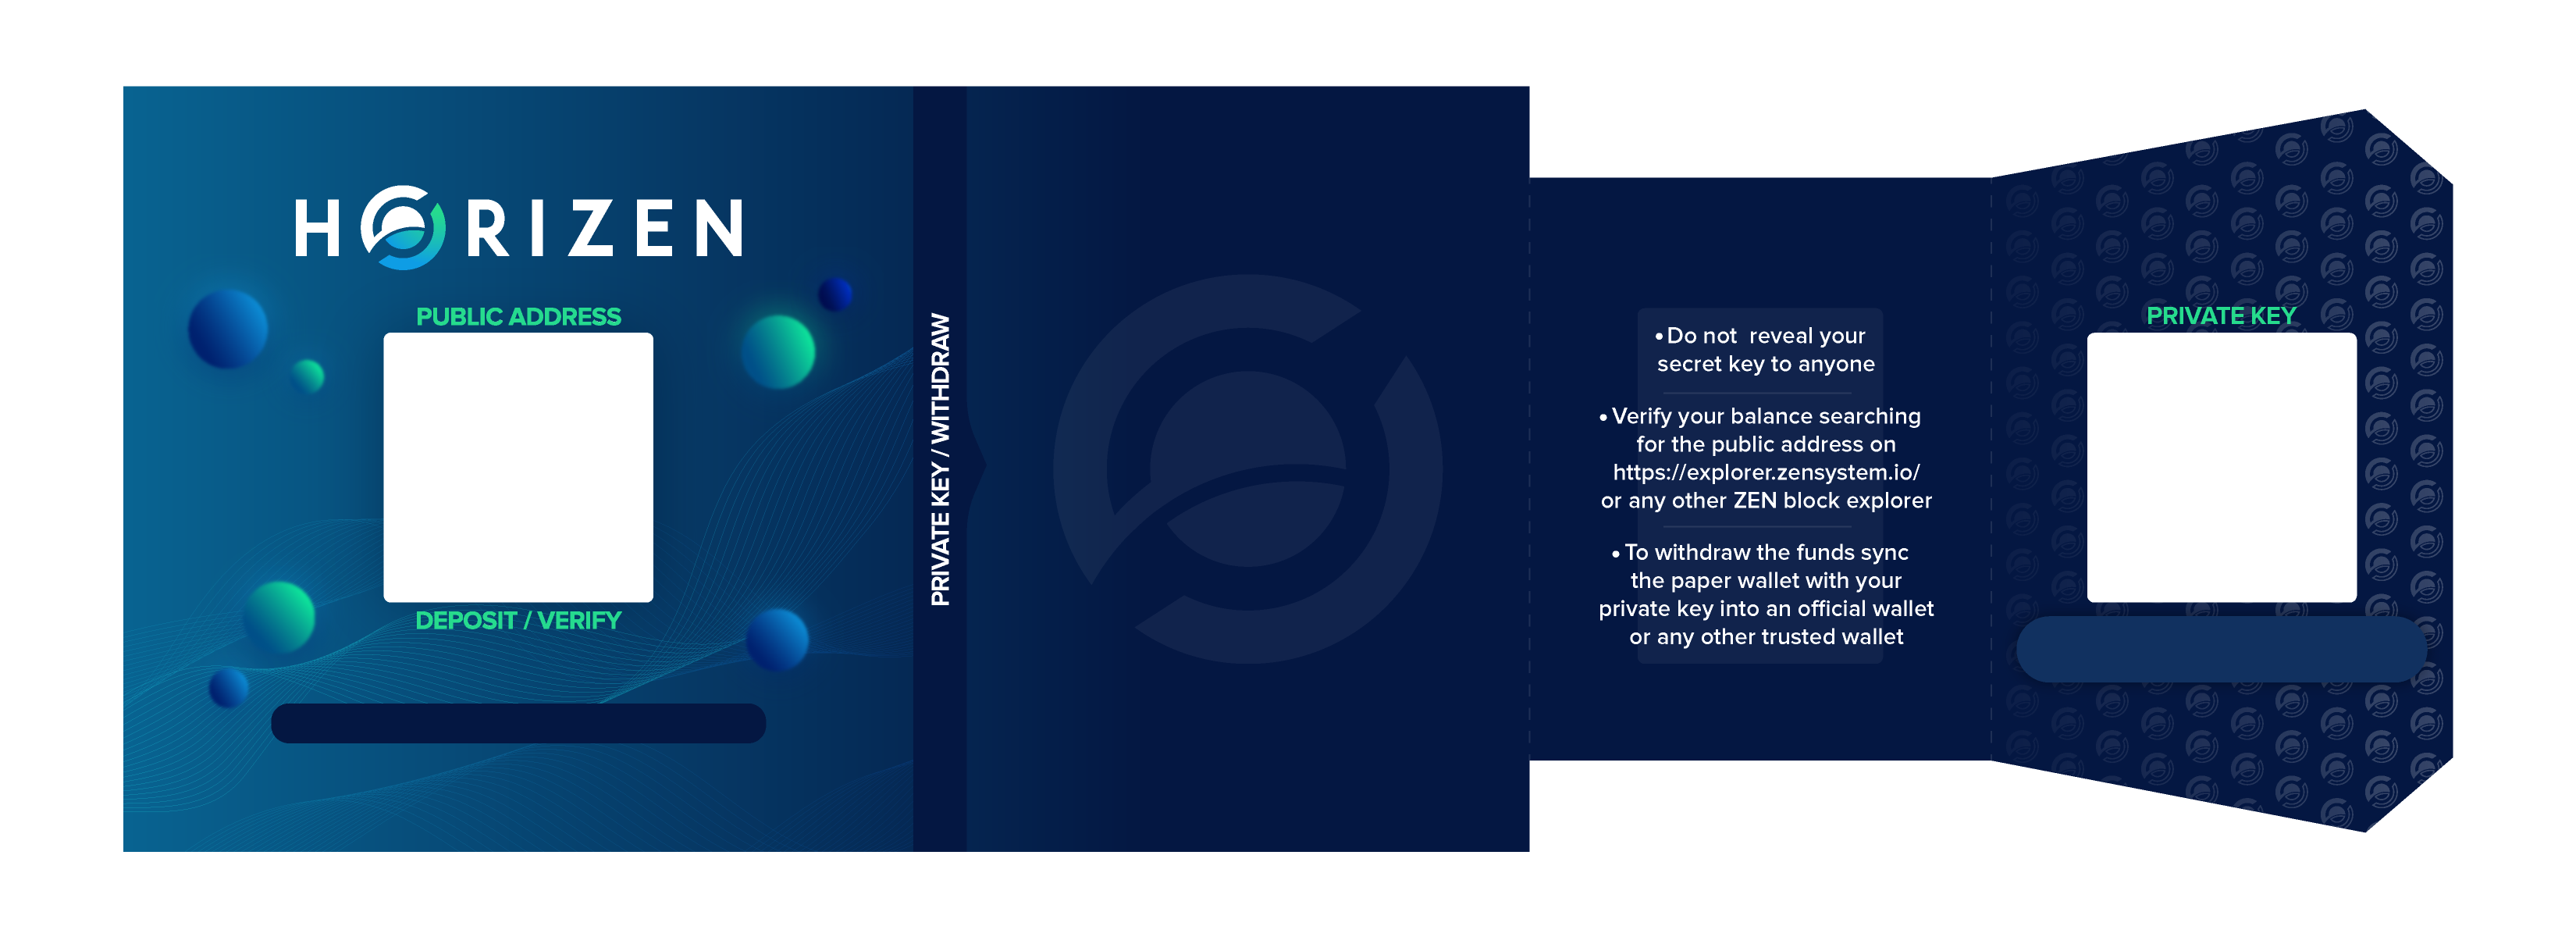 HORIZEN
PUBLIC ADDRESS
DEPOSIT / VERIFY
PRIVATE KEY / WITHDRAW
• Do not  reveal your
secret key to anyone
• Verify your balance searching
for the public address on
https://explorer.zensystem.io/
or any other ZEN block explorer
• To withdraw the funds sync
the paper wallet with your
private key into an official wallet
or any other trusted wallet
PRIVATE KEY